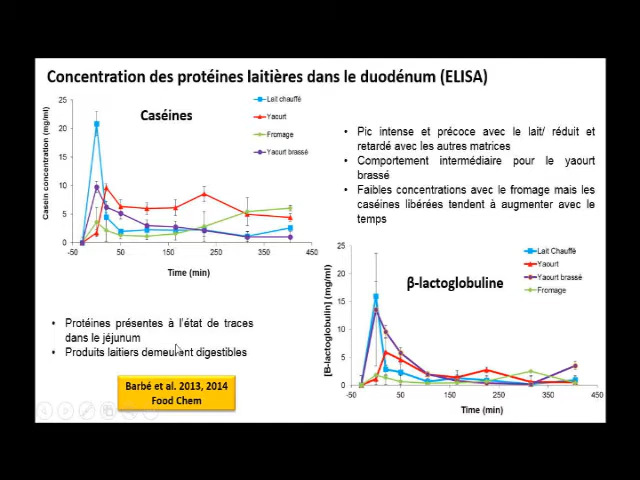 Concentration des protéines laitières dans le duodénum (ELISA)
Caséines
Casein concentration (mg/ml)
25
20
15
10
5
0
-50
50
150
250
350
450
Time (min)
Lait chauffé
Yaourt
Fromage
Yaourt brassé
• Pic intense et précoce avec le lait/ réduit et
retardé avec les autres matrices
• Comportement intermédiaire pour le yaourt
brassé
• Faibles concentrations avec le fromage mais les
caséines libérées tendent à augmenter avec le
temps
β-lactoglobuline
[Β-lactoglobulin] (mg/ml)
25
20
15
10
5
0
-50
50
150
250
350
450
Time (min)
Lait Chauffé
Yaourt
Yaourt brassé
Fromage
• Protéines présentes à l'état de traces
dans le jéjunum
• Produits laitiers demeurent digestibles
Barbé et al. 2013, 2014
Food Chem